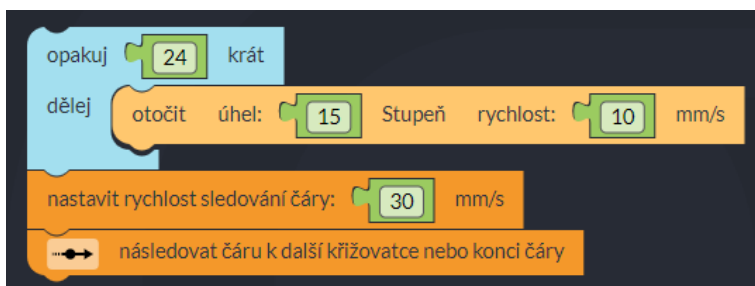 opakuj 24 krát
dělej otočit úhel: 15 Stupeň rychlost: 10 mm/s
nastavit rychlost sledování čáry: 30 mm/s
následovat čáru k další křižovatce nebo konci čáry